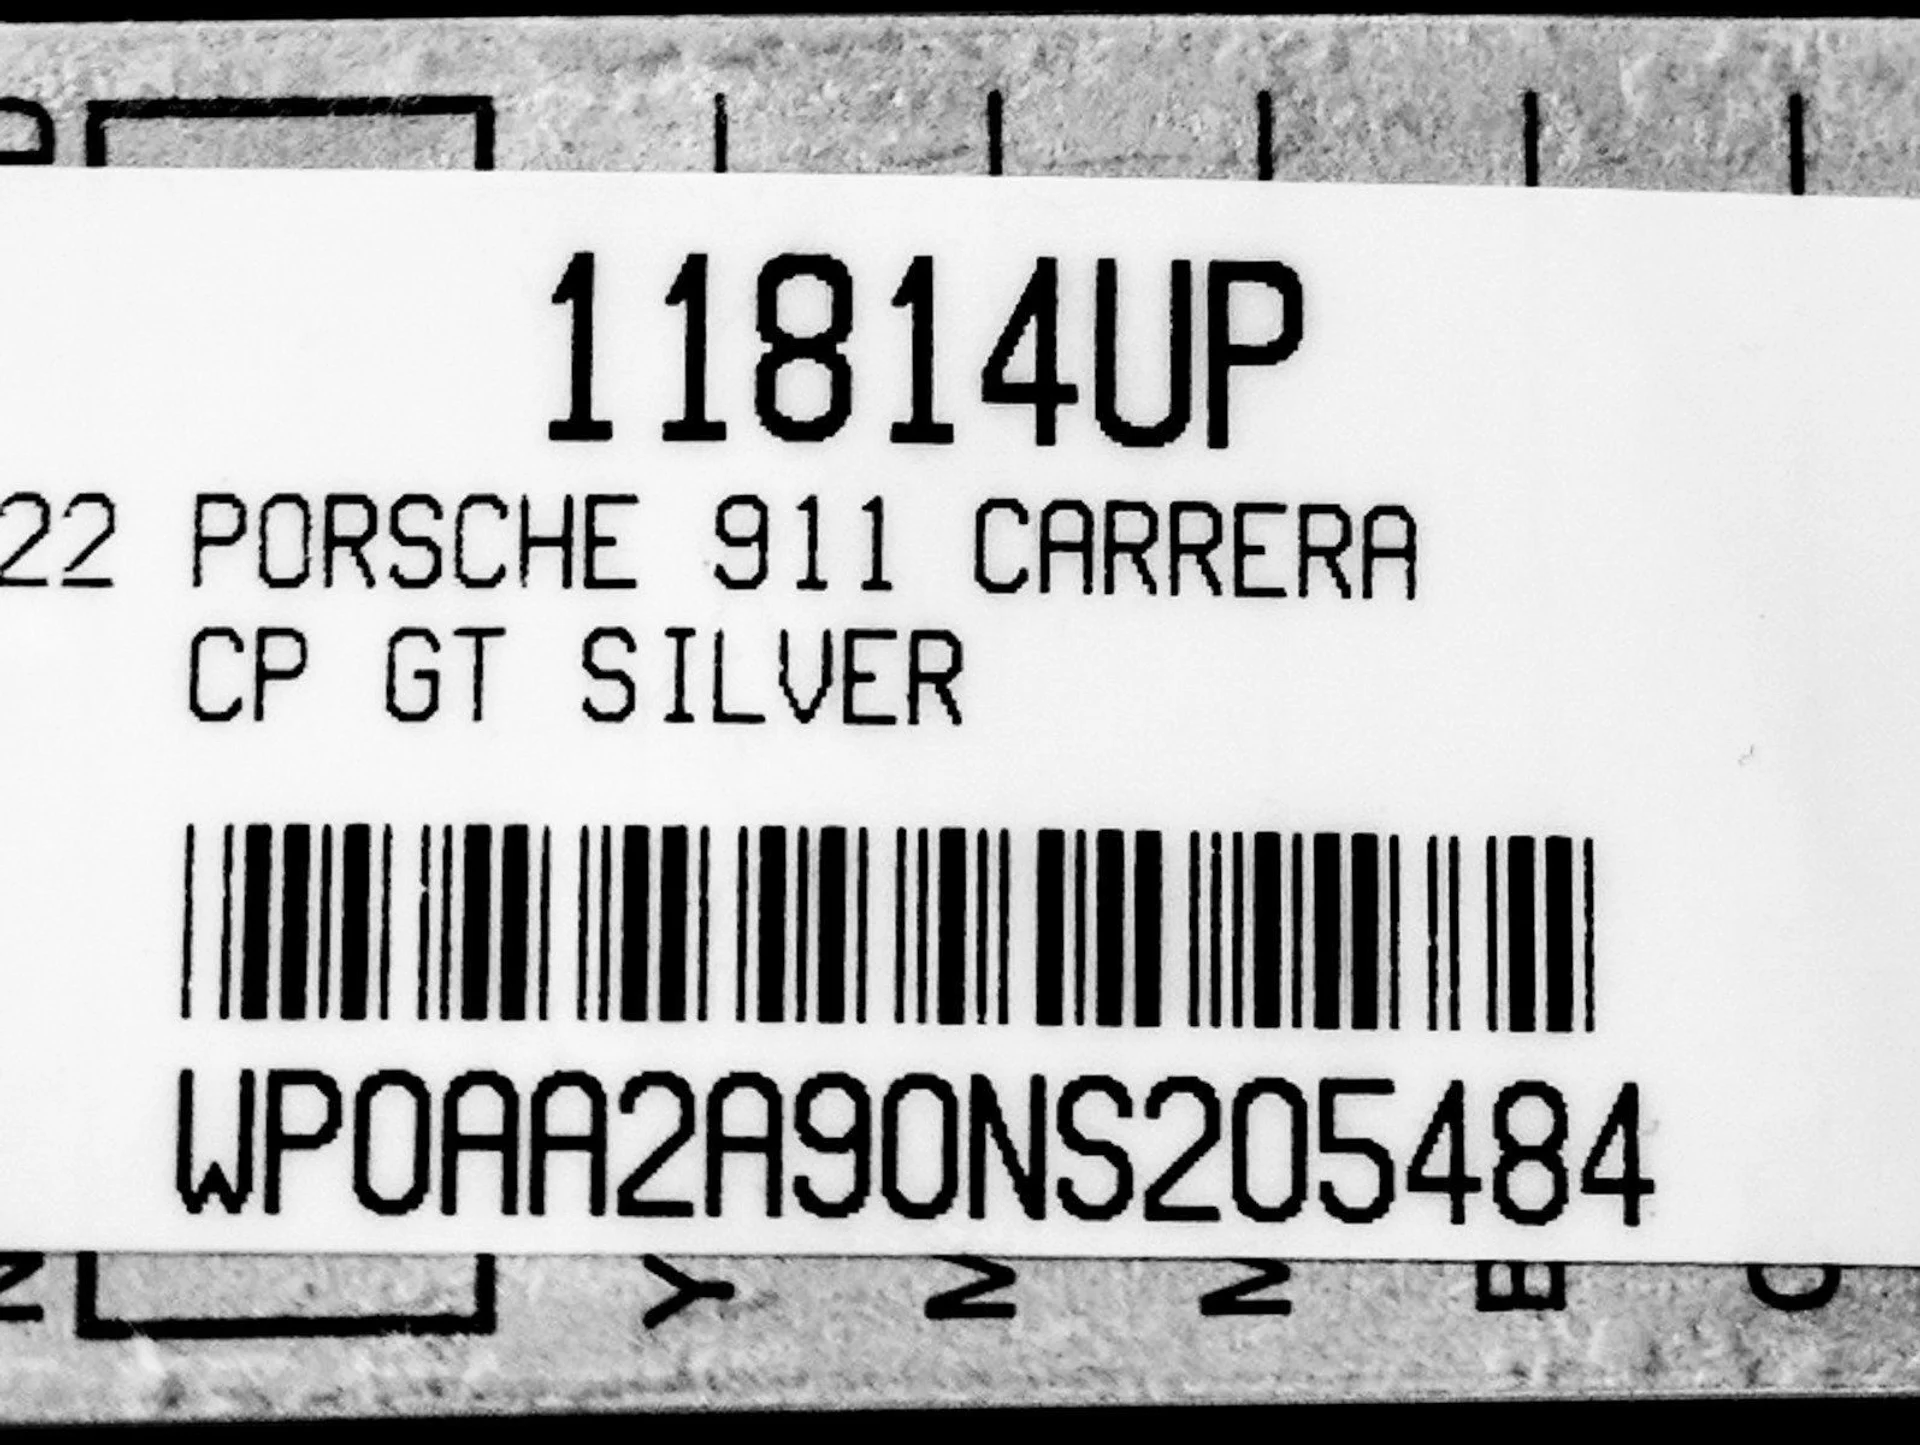 11814UP
22 PORSCHE 911 CARRERA
CP GT SILVER
WP0AA2A90NS205484
Y M M E